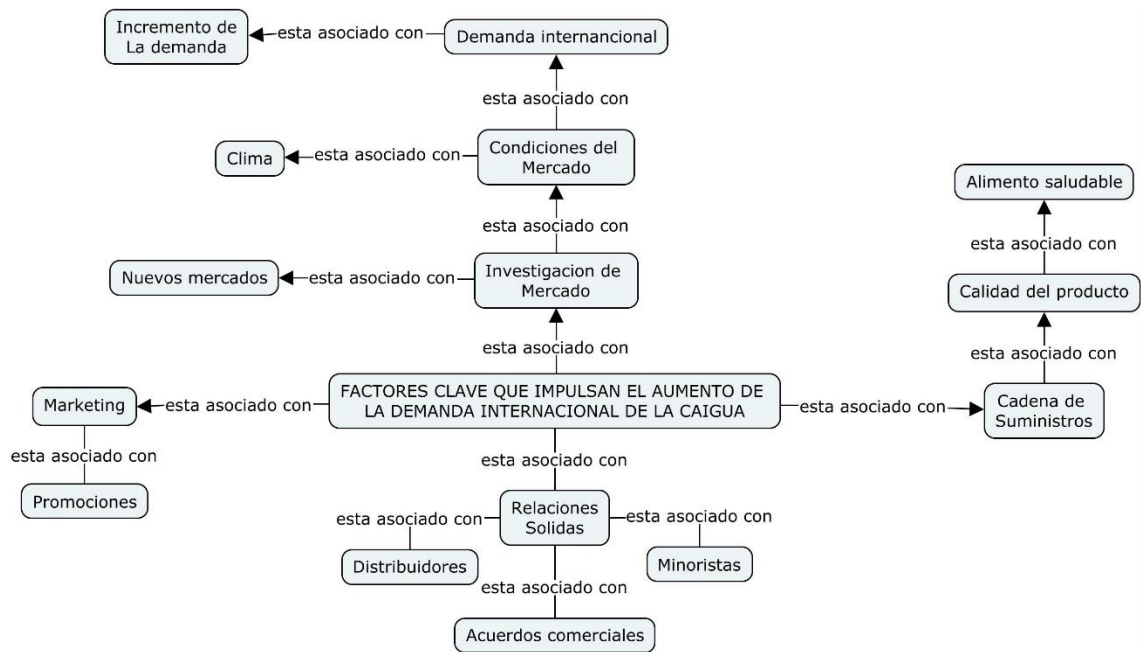 Incremento de
La demanda
esta asociado con
Demanda internancional
esta asociado con
Clima
esta asociado con
Condiciones del
Mercado
Alimento saludable
esta asociado con
esta asociado con
Nuevos mercados
esta asociado con
Investigacion de
Mercado
Calidad del producto
esta asociado con
esta asociado con
Marketing
esta asociado con
FACTORES CLAVE QUE IMPULSAN EL AUMENTO DE
LA DEMANDA INTERNACIONAL DE LA CAIGUA
esta asociado con
Cadena de
Suministros
esta asociado con
esta asociado con
Promociones
esta asociado con
Relaciones
Solidas
esta asociado con
Distribuidores
Minoristas
esta asociado con
Acuerdos comerciales